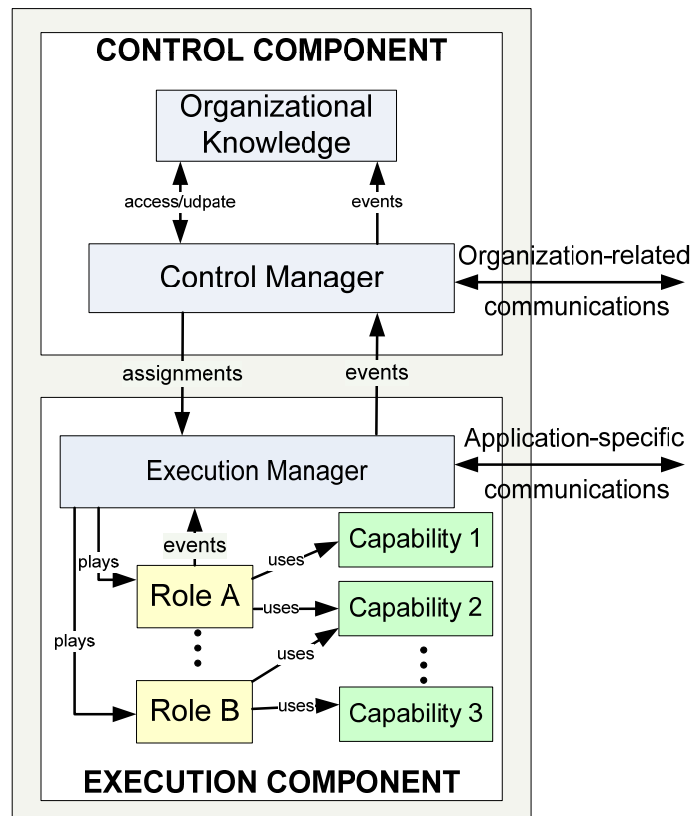 CONTROL COMPONENT
Organizational
Knowledge
access/udpate
events
Control Manager
Organization-related
communications
assignments
events
Execution Manager
Application-specific
communications
plays
events
uses
Capability 1
Role A
uses
Capability 2
plays
uses
Role B
uses
Capability 3
EXECUTION COMPONENT